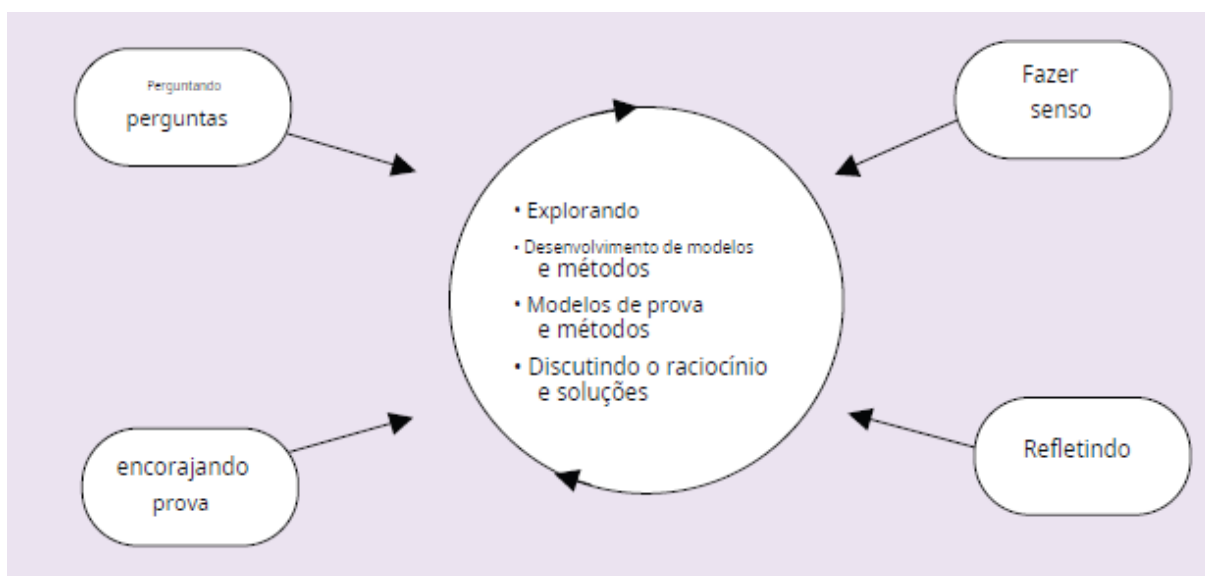 Perguntando
perguntas
Fazer
senso
• Explorando
• Desenvolvimento de modelos
e métodos
• Modelos de prova
e métodos
• Discutindo o raciocínio
e soluções
encorajando
prova
Refletindo